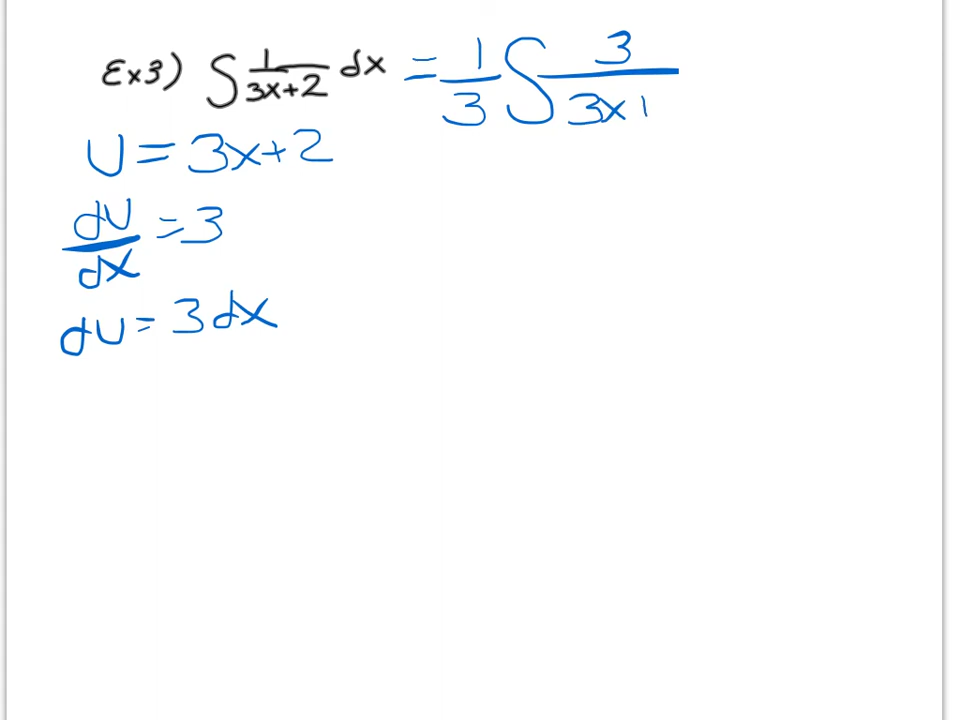 Ex3) ∫ 1/(3x+2) dx = 1/3 ∫ 3/(3x
U = 3x+2
dU/dx = 3
dU = 3dx